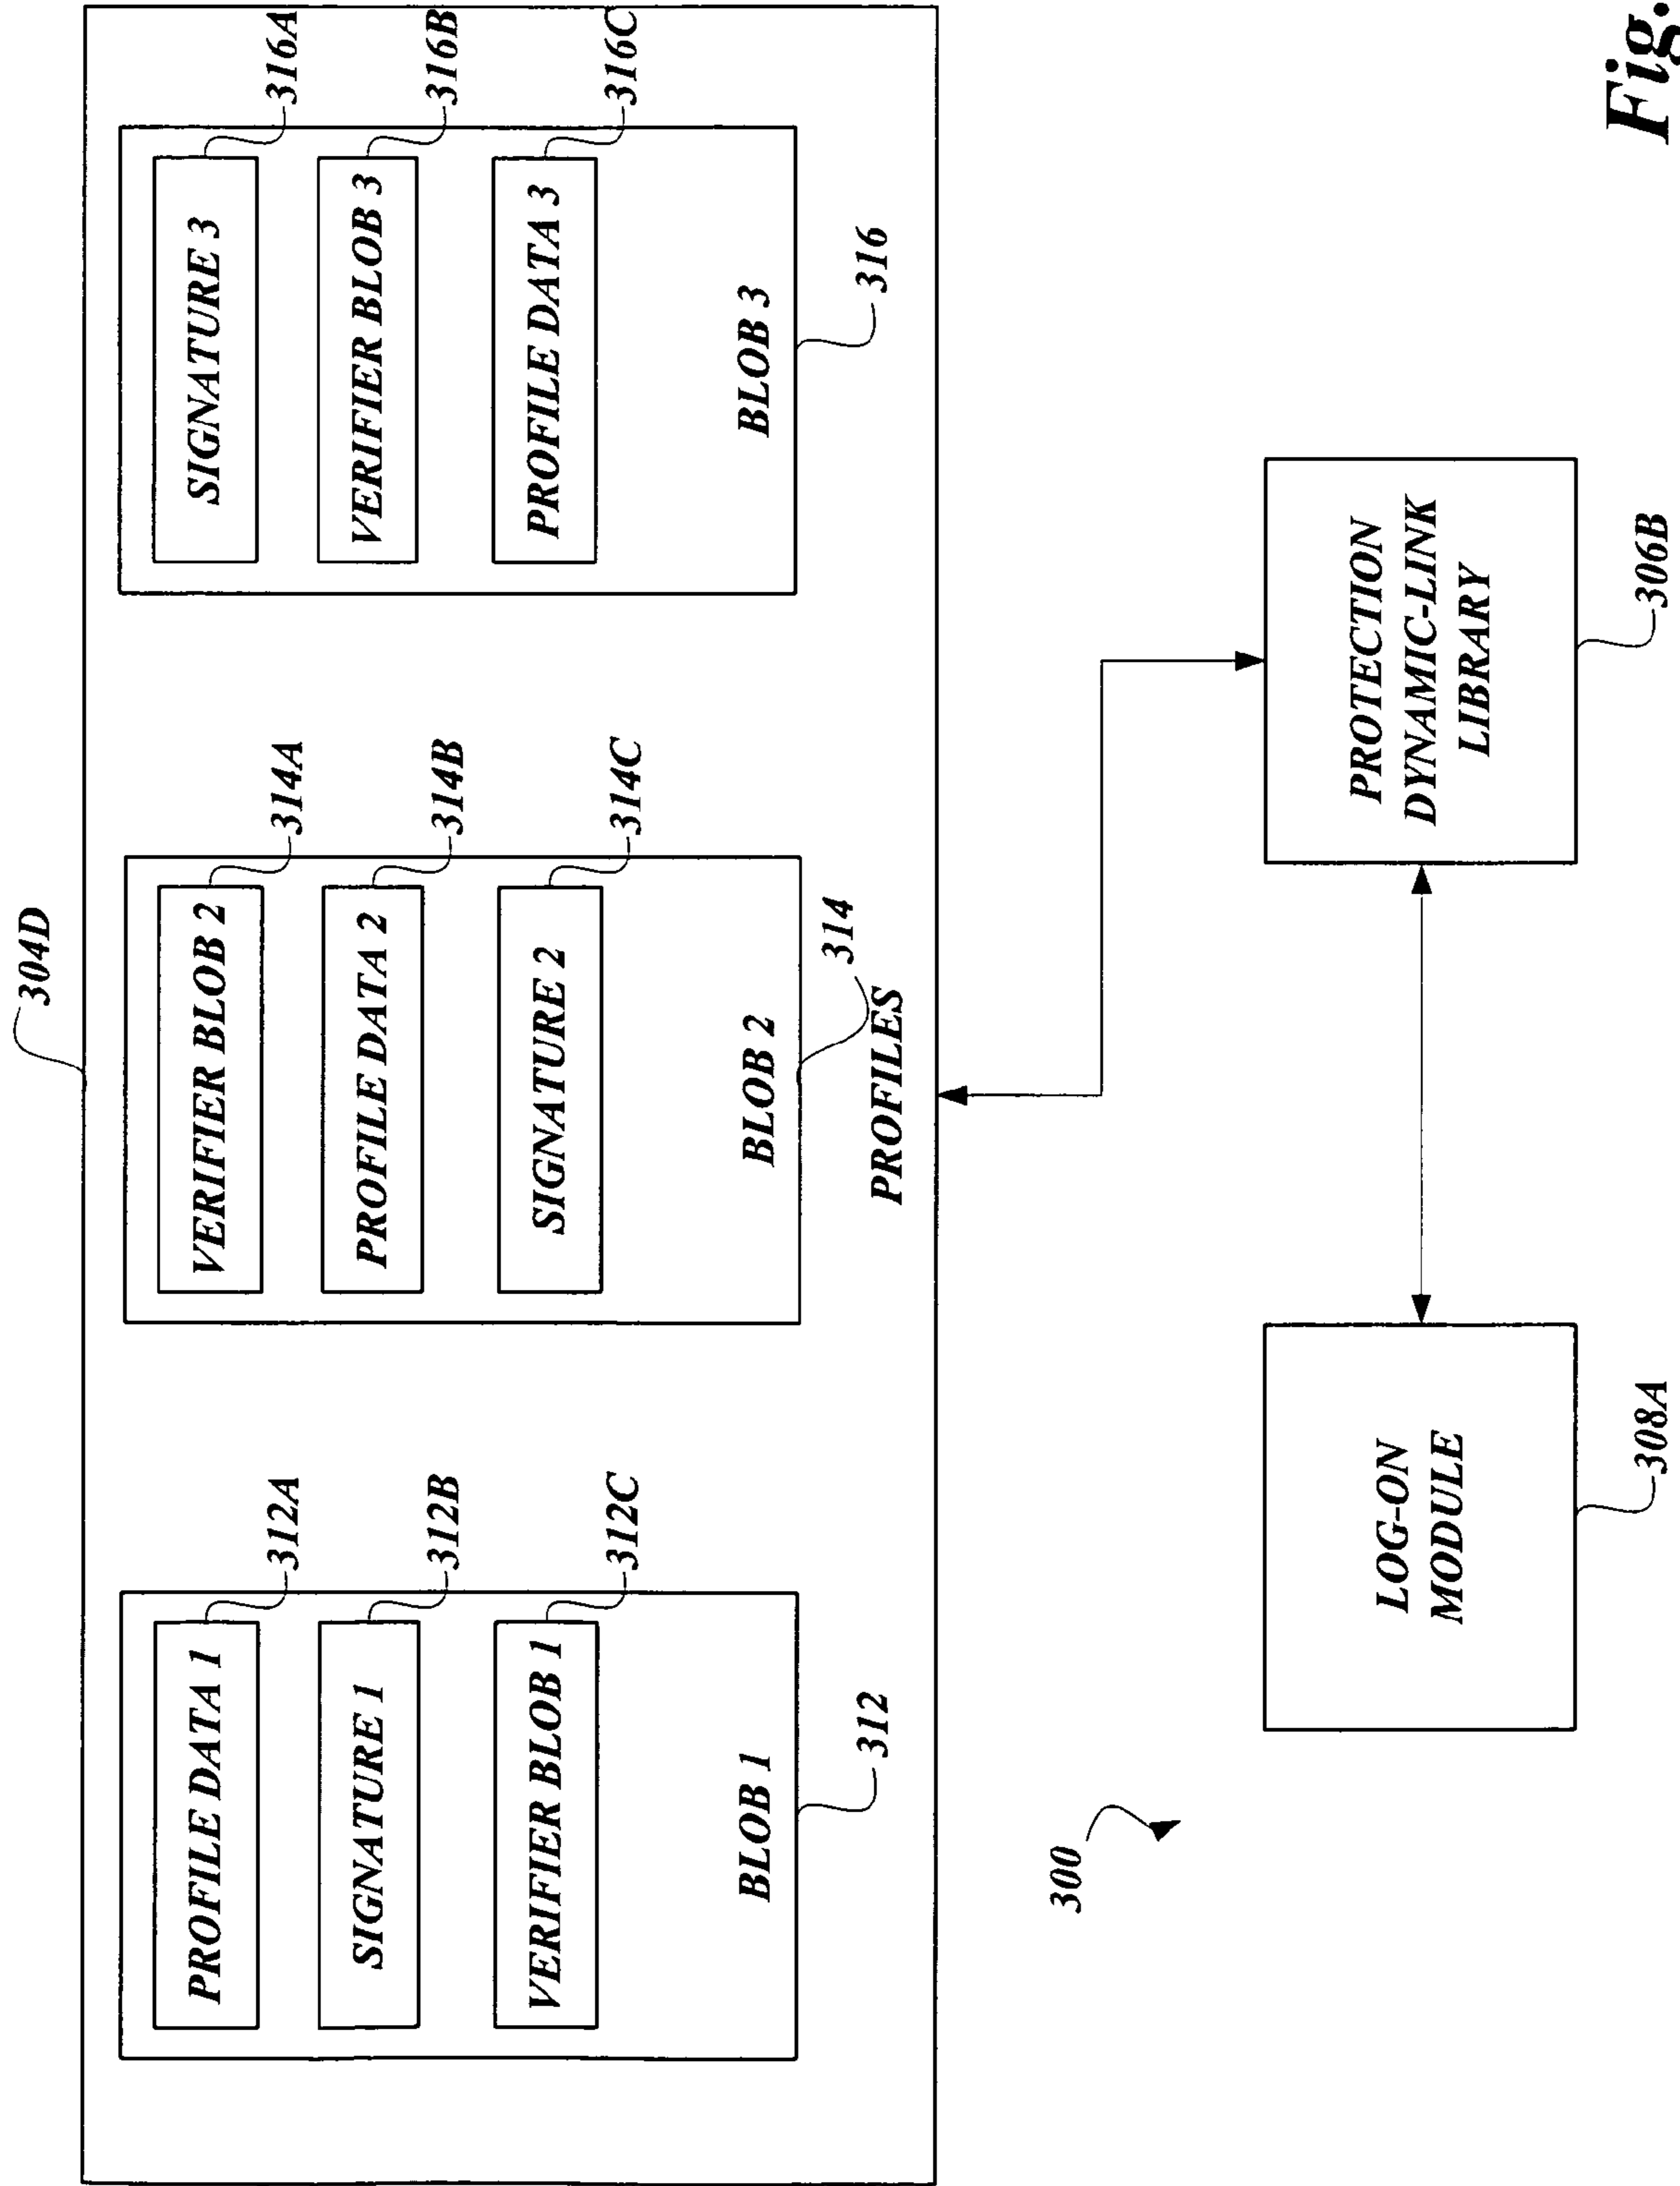 304D
PROFILE DATA 1
312A
SIGNATURE 1
312B
VERIFIER BLOB 1
312C
BLOB 1
312
VERIFIER BLOB 2
314A
PROFILE DATA 2
314B
SIGNATURE 2
314C
BLOB 2
314
SIGNATURE 3
316A
VERIFIER BLOB 3
316B
PROFILE DATA 3
316C
BLOB 3
316
PROFILES
300
LOG-ON
MODULE
308A
PROTECTION
DYNAMIC-LINK
LIBRARY
306B
Fig.